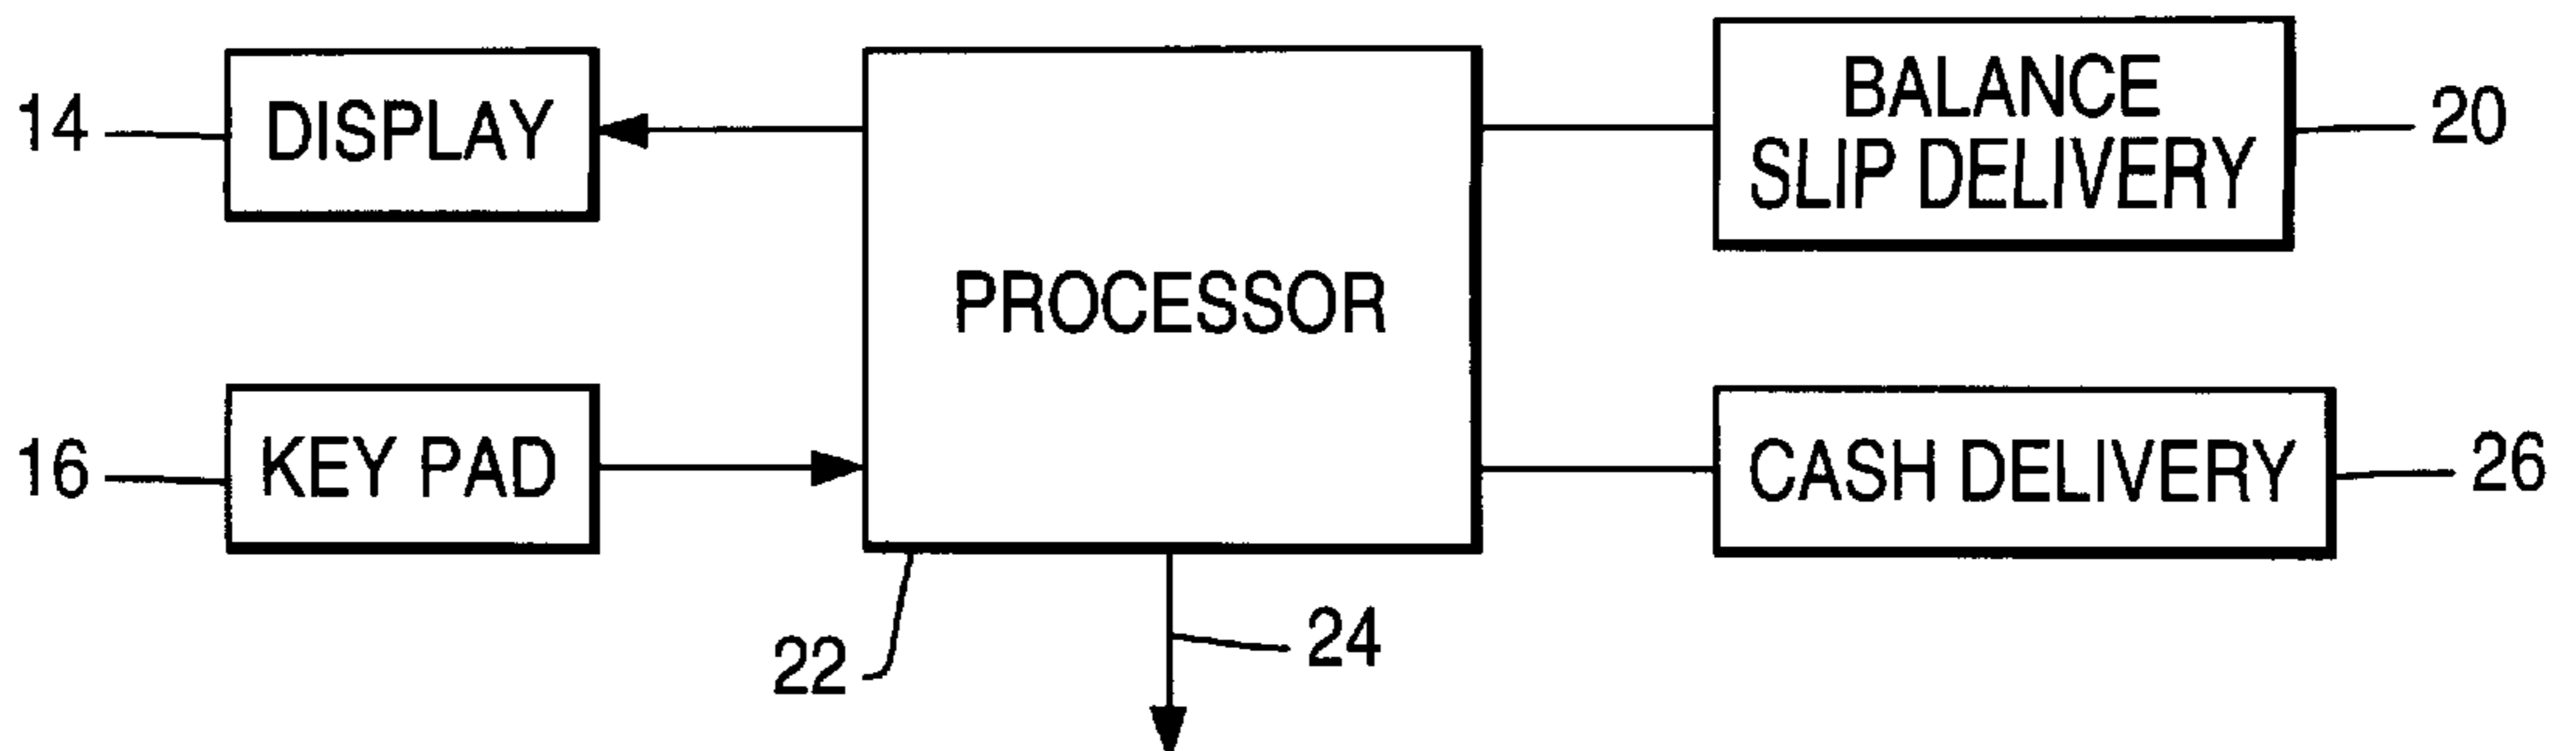 14
DISPLAY
PROCESSOR
BALANCE
SLIP DELIVERY
20
16
KEY PAD
CASH DELIVERY
26
22
24